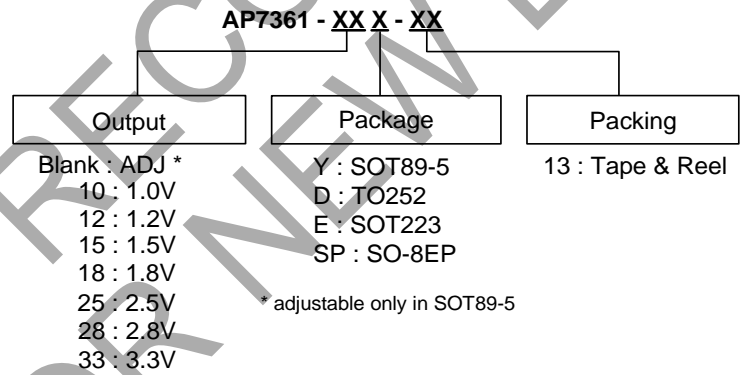 AP7361 - XX X - XX
Output
Blank : ADJ *
10 : 1.0V
12 : 1.2V
15 : 1.5V
18 : 1.8V
25 : 2.5V
28 : 2.8V
33 : 3.3V
Package
Y : SOT89-5
D : TO252
E : SOT223
SP : SO-8EP
* adjustable only in SOT89-5
Packing
13 : Tape & Reel